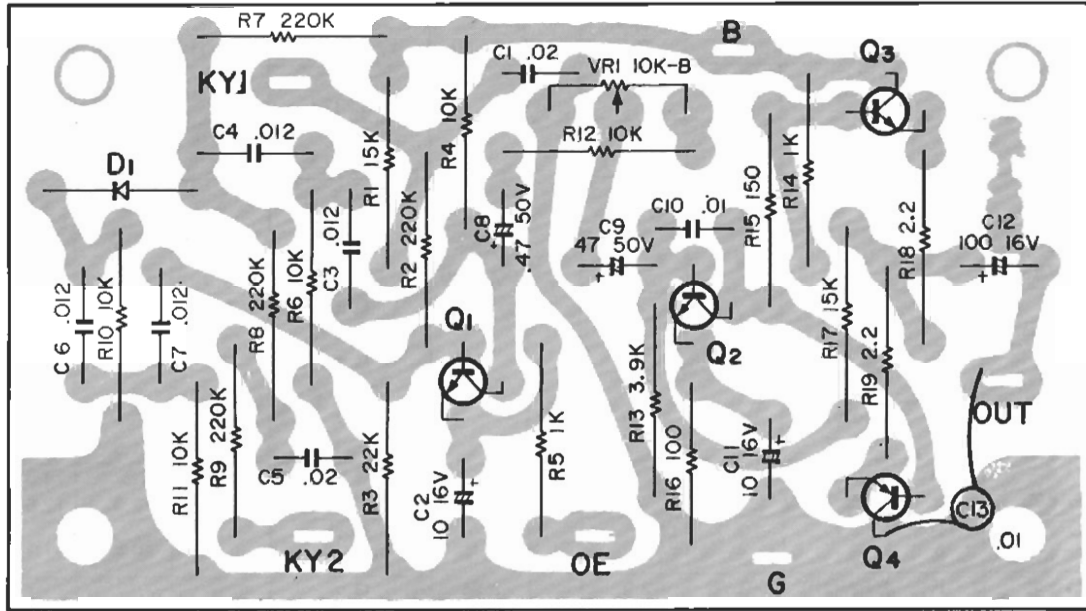 R7 220K
B
Q3
C1 .02
VR1 10K-B
KY1
C4 .012
R1 15K
R4 10K
R12 10K
R14 1K
D1
R2 220K
C8
.47 50V
C9
47 50V
C10 .01
R15 150
R18 2.2
C12
100 16V
C3 .012
R6 10K
R8 220K
C6 .012
R10 10K
C7 .012
Q1
Q2
R17 15K
R19 2.2
R13 3.9K
OUT
R11 10K
R9 220K
C5 .02
R3 22K
C2
10 16V
R5 1K
R16 100
C11
10 16V
C13
.01
KY2
OE
G
Q4